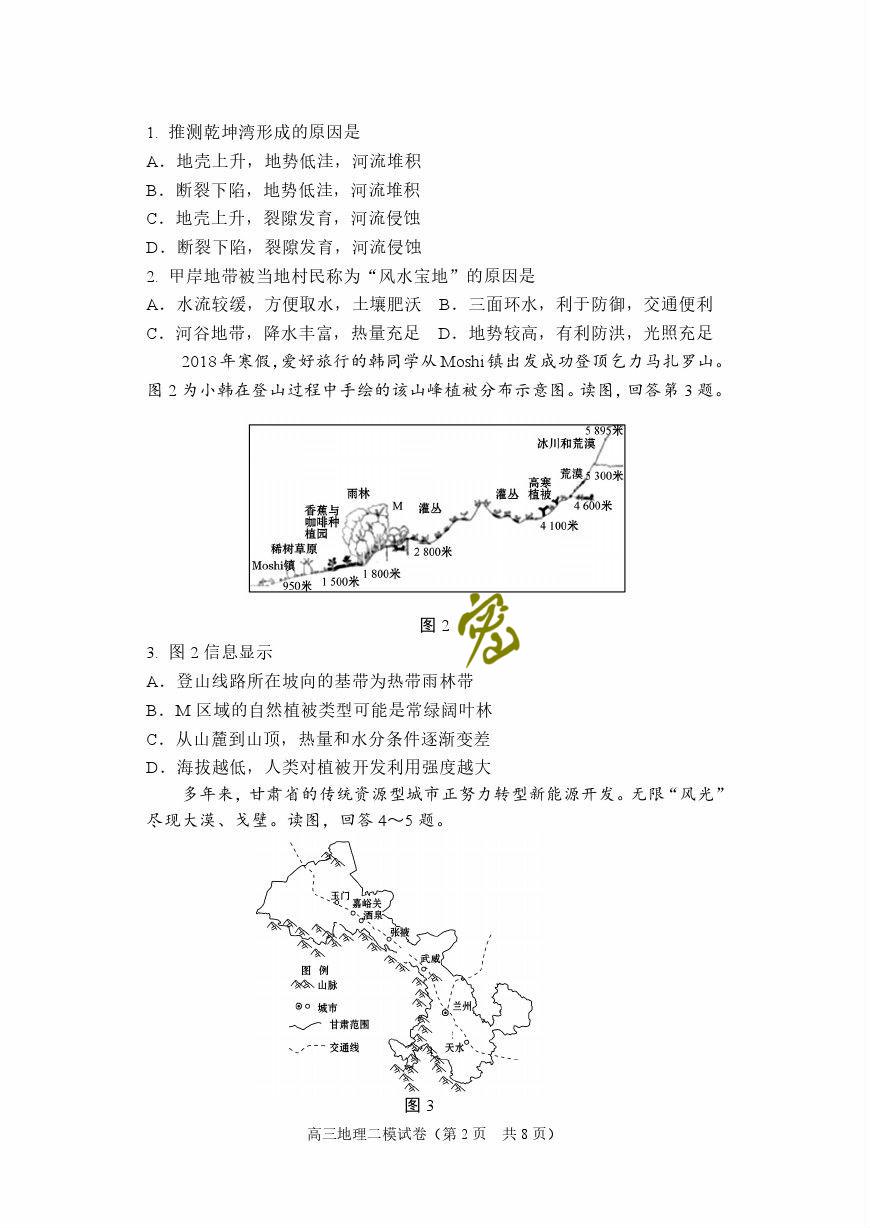 1. 推测乾坤湾形成的原因是
A．地壳上升，地势低洼，河流堆积
B．断裂下陷，地势低洼，河流堆积
C．地壳上升，裂隙发育，河流侵蚀
D．断裂下陷，裂隙发育，河流侵蚀
2. 甲岸地带被当地村民称为“风水宝地”的原因是
A．水流较缓，方便取水，土壤肥沃 B．三面环水，利于防御，交通便利
C．河谷地带，降水丰富，热量充足 D．地势较高，有利防洪，光照充足
2018年寒假，爱好旅行的韩同学从Moshi镇出发成功登顶乞力马扎罗山。
图2为小韩在登山过程中手绘的该山峰植被分布示意图。读图，回答第3题。
5 895米
冰川和荒漠
荒漠 5 300米
高寒
植被
灌丛
4 600米
4 100米
雨林
M
灌丛
香蕉与
咖啡种
植园
2 800米
稀树草原
Moshi镇
1 800米
1 500米
950米
图2
3. 图2信息显示
A．登山线路所在坡向的基带为热带雨林带
B．M区域的自然植被类型可能是常绿阔叶林
C．从山麓到山顶，热量和水分条件逐渐变差
D．海拔越低，人类对植被开发利用强度越大
多年来，甘肃省的传统资源型城市正努力转型新能源开发。无限“风光”
尽现大漠、戈壁。读图，回答4～5题。
玉门
嘉峪关
酒泉
张掖
武威
兰州
天水
图 例
山脉
城市
甘肃范围
交通线
图3
高三地理二模试卷（第2页 共8页）